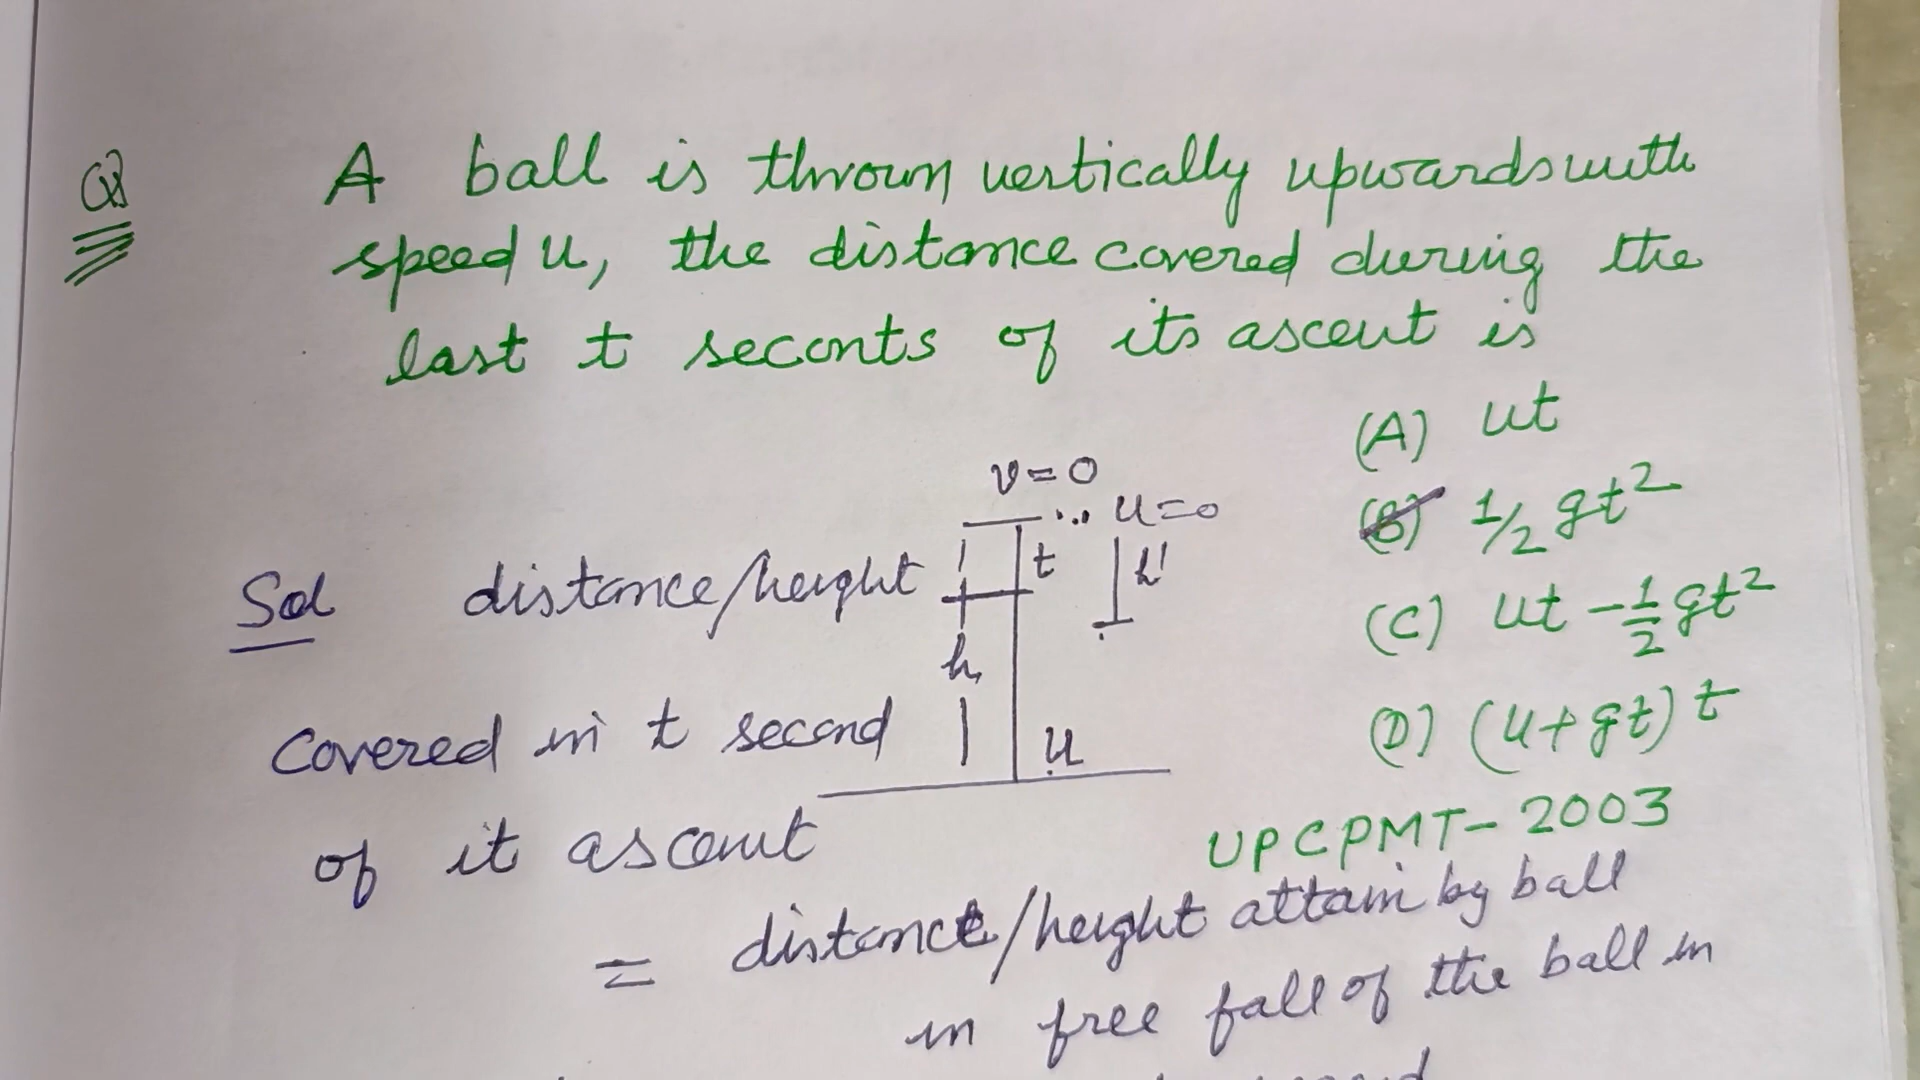 Q
A ball is thrown vertically upwards with
speed u, the distance covered during the
last t seconts of its ascent is
(A) ut
(B) 1/2 gt²
(C) ut - 1/2 gt²
(D) (u + gt) t
UPCPMT - 2003
v = 0
u = 0
t
h'
h
u
Sol distance/height
covered in t second
of it ascent
= distance/height attain by ball
in free fall of the ball in